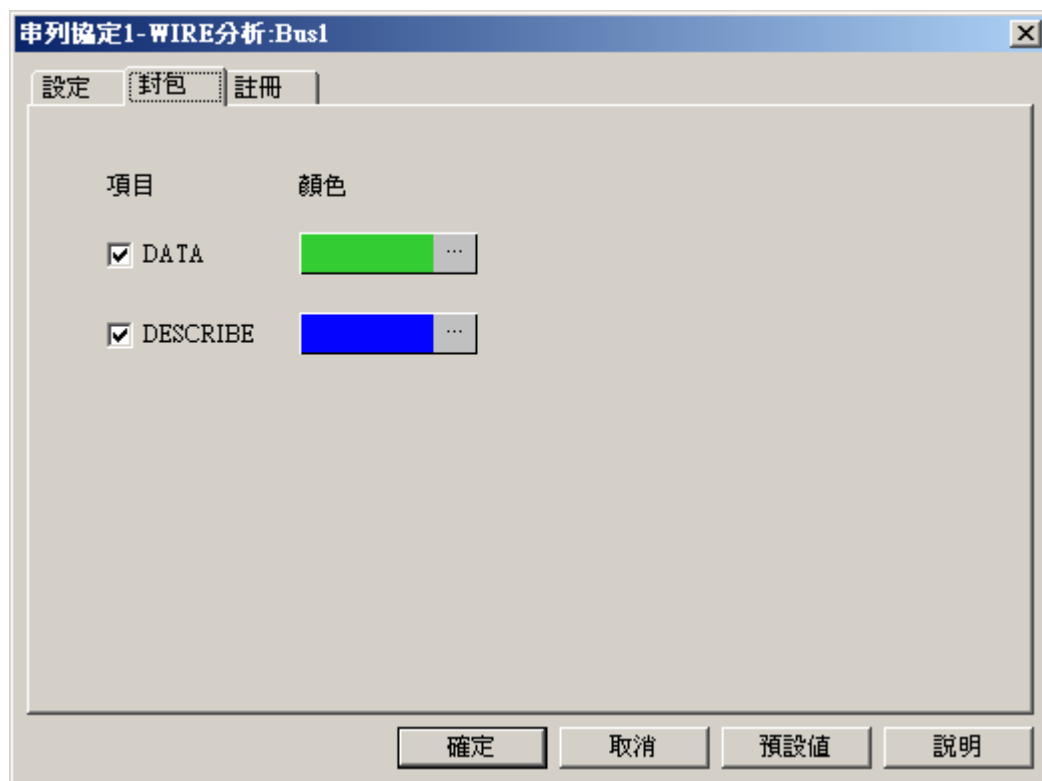 串列協定1-WIRE分析:Bus1
設定 封包 註冊
項目 顏色
DATA ...
DESCRIBE ...
確定 取消 預設值 說明